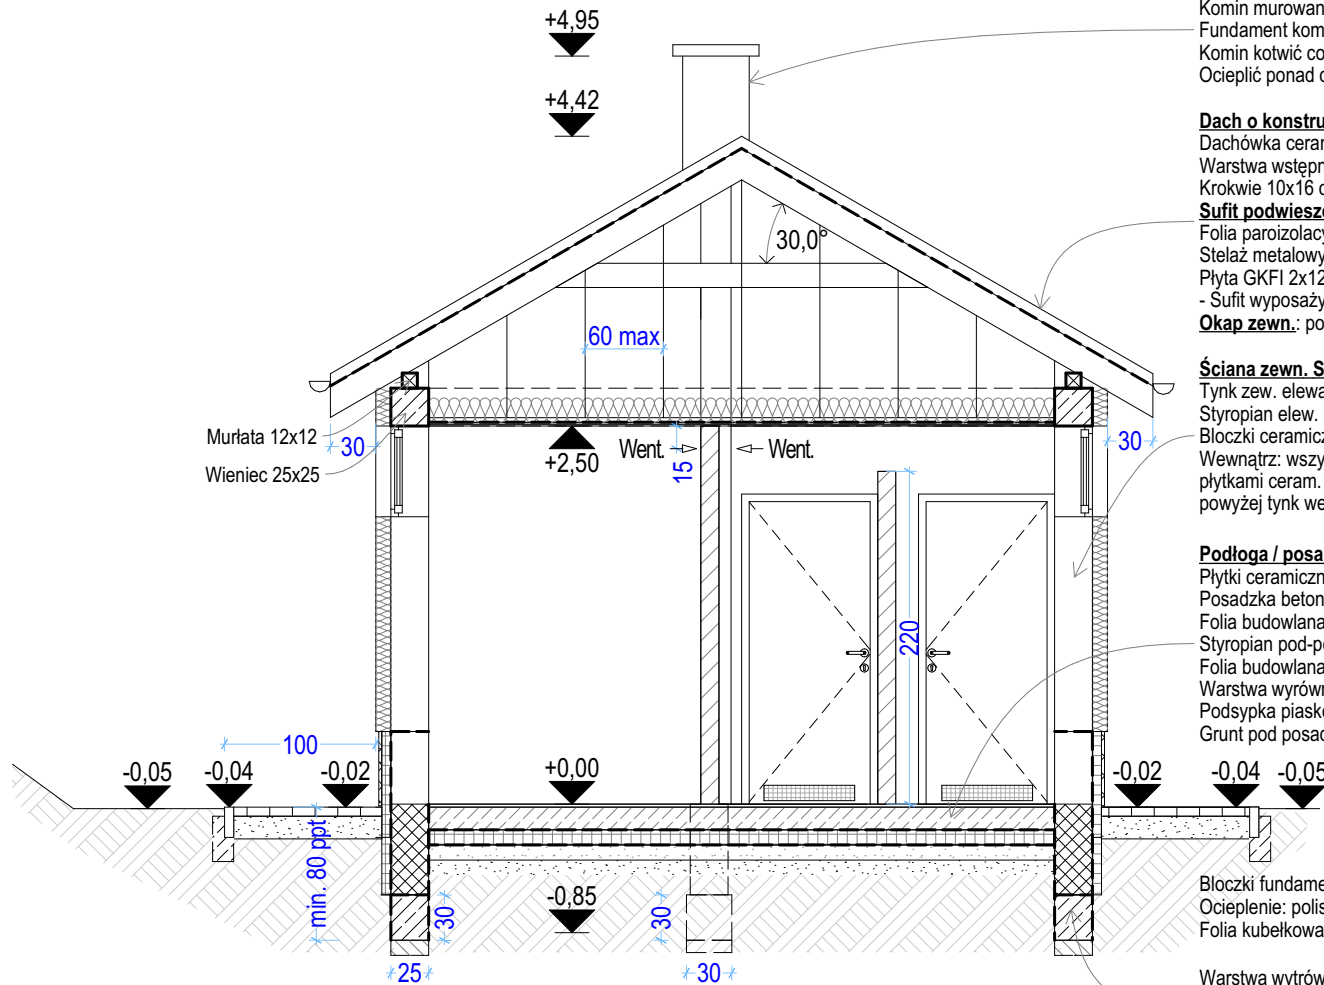 +4,95
+4,42
30,0°
60 max
Murłata 12x12
30
Wieniec 25x25
+2,50
15
Went.
Went.
30
220
100
-0,05
-0,04
-0,02
+0,00
-0,02
-0,04
-0,05
min. 80 ppt
30
-0,85
30
25
30
Komin murowan
Fundament kom
Komin kotwić co
Ocieplić ponad d
Dach o konstru
Dachówka ceran
Warstwa wstępn
Krokwie 10x16 c
Sufit podwiesze
Folia paroizolacy
Stelaż metalowy
Płyta GKFI 2x12
- Sufit wyposaży
Okap zewn.: po
Ściana zewn. S
Tynk zew. elewa
Styropian elew.
Bloczki ceramicz
Wewnątrz: wszy
płytkami ceram.
powyżej tynk we
Podłoga / posa
Płytki ceramiczn
Posadzka beton
Folia budowlana
Styropian pod-po
Folia budowlana
Warstwa wyrówn
Podsypka piask
Grunt pod posad
Bloczki fundame
Ocieplenie: polis
Folia kubełkowa
Warstwa wytrów